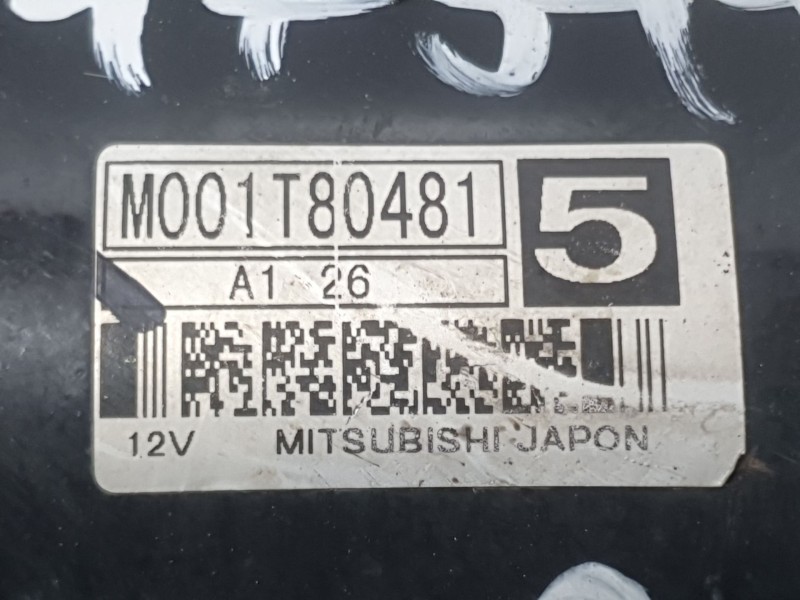 M001T80481
5
A1 26
12V MITSUBISHI JAPON